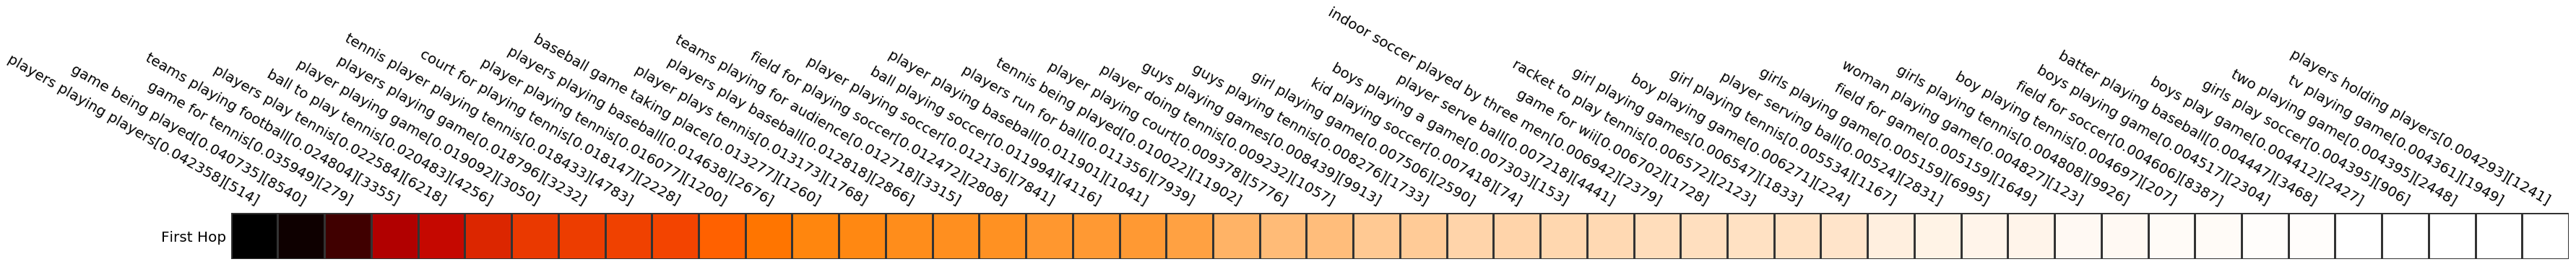 players playing players[0.042358][514]
game being played[0.040735][8540]
game for tennis[0.035949][279]
teams playing football[0.024804][3355]
players play tennis[0.022584][6218]
ball to play tennis[0.020483][4256]
player playing game[0.019092][3050]
players playing game[0.018796][3232]
tennis player playing tennis[0.018433][4783]
court for playing tennis[0.018147][2228]
player playing tennis[0.016077][1200]
players playing baseball[0.014638][2676]
baseball game taking place[0.013277][1260]
player plays tennis[0.013173][1768]
players play baseball[0.012818][2866]
teams playing for audience[0.012718][3315]
field for playing soccer[0.012472][2808]
player playing soccer[0.012136][7841]
ball playing soccer[0.011994][4116]
player playing baseball[0.011901][1041]
players run for ball[0.011356][7939]
tennis being played[0.010022][11902]
player playing court[0.009378][5776]
player doing tennis[0.009232][1057]
guys playing games[0.008439][9913]
guys playing tennis[0.008276][1733]
girl playing game[0.007506][2590]
kid playing soccer[0.007418][74]
boys playing a game[0.007303][153]
player serve ball[0.007218][4441]
indoor soccer played by three men[0.006942][2379]
game for wii[0.006702][1728]
racket to play tennis[0.006572][2123]
girl playing games[0.006547][1833]
boy playing game[0.006271][224]
girl playing tennis[0.005534][1167]
player serving ball[0.005524][2831]
girls playing game[0.005159][6995]
field for game[0.005159][1649]
woman playing game[0.004827][123]
girls playing tennis[0.004808][9926]
boy playing tennis[0.004697][207]
field for soccer[0.004606][8387]
boys playing game[0.004517][2304]
batter playing baseball[0.004447][3468]
boys play game[0.004412][2427]
girls play soccer[0.004395][906]
two playing game[0.004395][2448]
tv playing game[0.004361][1949]
players holding players[0.004293][1241]
First Hop